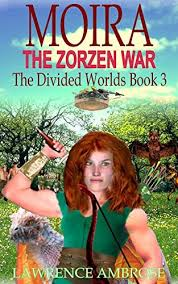 MOIRA
THE ZORZEN WAR
The Divided Worlds Book 3
LAWRENCE AMBROSE